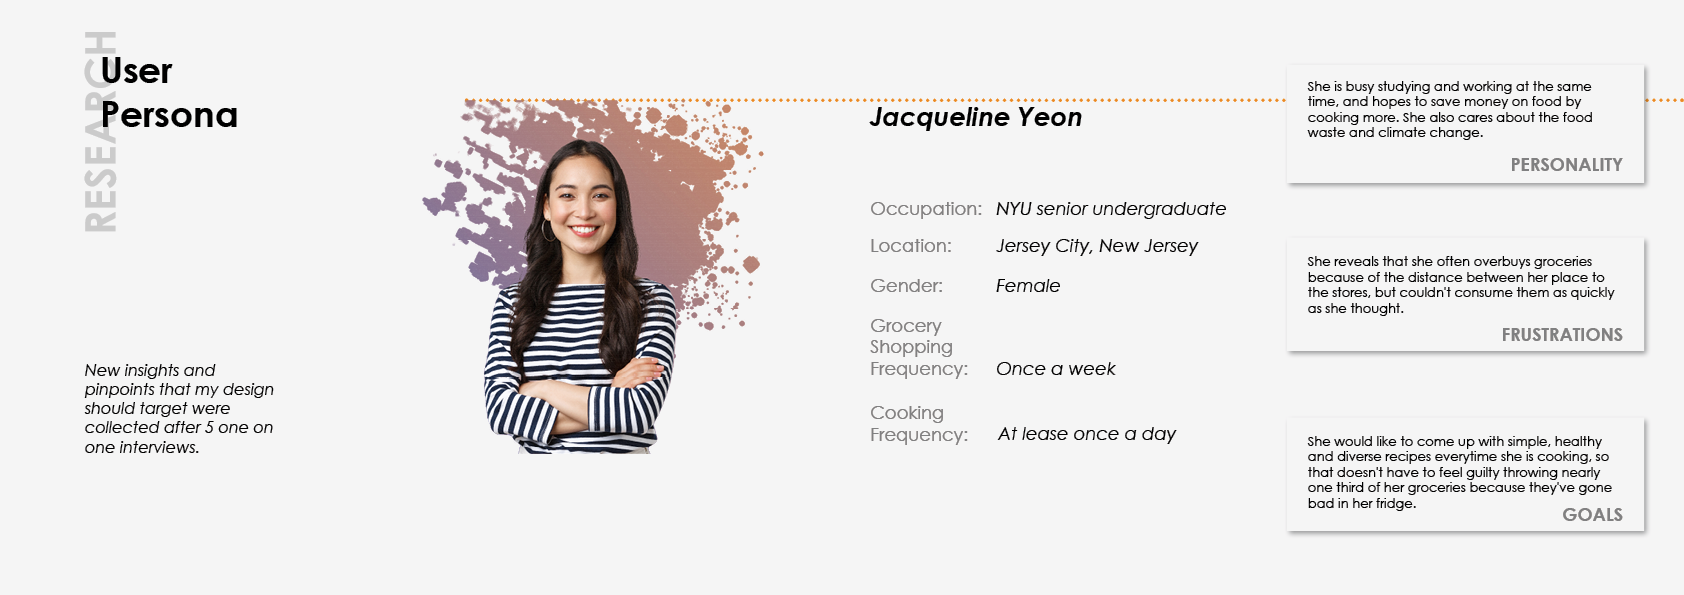 RESEARCH
User
Persona
New insights and
pinpoints that my design
should target were
collected after 5 one on
one interviews.
Jacqueline Yeon
Occupation: NYU senior undergraduate
Location: Jersey City, New Jersey
Gender: Female
Grocery
Shopping
Frequency: Once a week
Cooking
Frequency: At lease once a day
She is busy studying and working at the same
time, and hopes to save money on food by
cooking more. She also cares about the food
waste and climate change.
PERSONALITY
She reveals that she often overbuys groceries
because of the distance between her place to
the stores, but couldn't consume them as quickly
as she thought.
FRUSTRATIONS
She would like to come up with simple, healthy
and diverse recipes everytime she is cooking, so
that doesn't have to feel guilty throwing nearly
one third of her groceries because they've gone
bad in her fridge.
GOALS